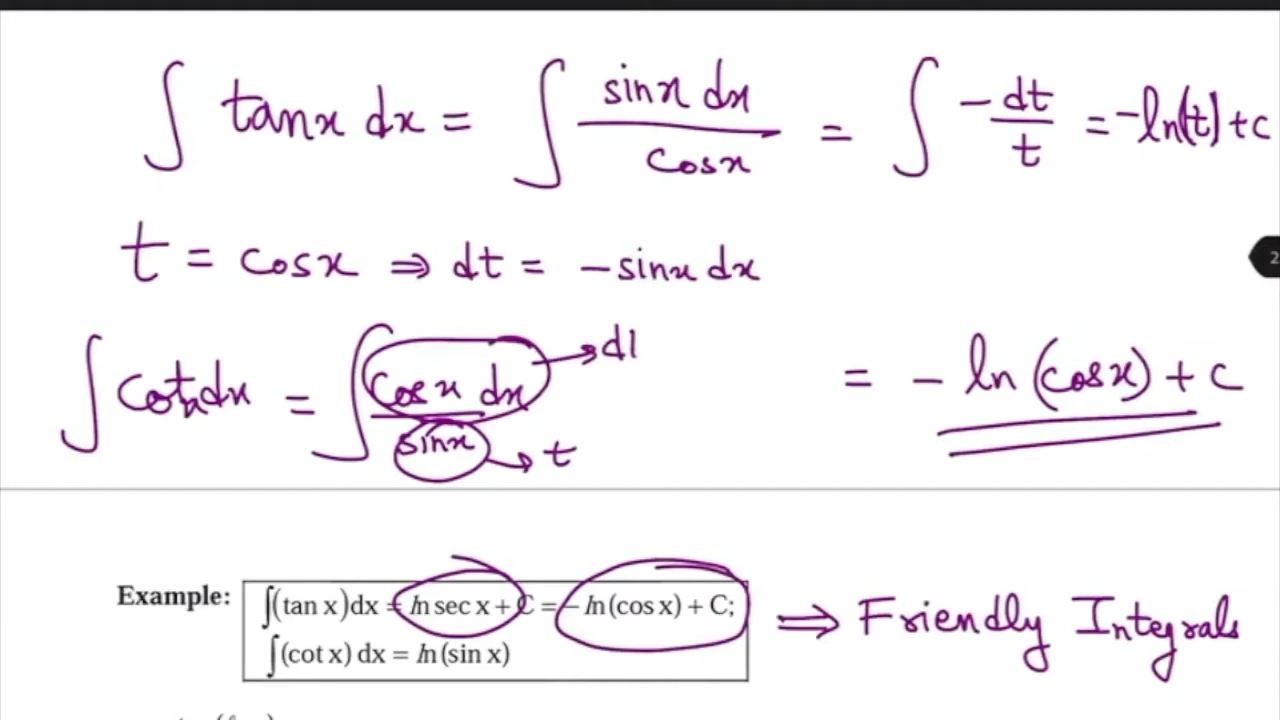 ∫ tanx dx = ∫ sinx dx / cosx = ∫ -dt/t = -ln(t) + c
t = cosx ⇒ dt = -sinx dx
∫ cotx dx = ∫ cosx dx / sinx → dt → t
= - ln (cosx) + c
2
Example: ∫(tan x)dx = ln sec x + C = – ln (cos x) + C; ⇒ Friendly Integrals
∫(cot x) dx = ln (sin x)